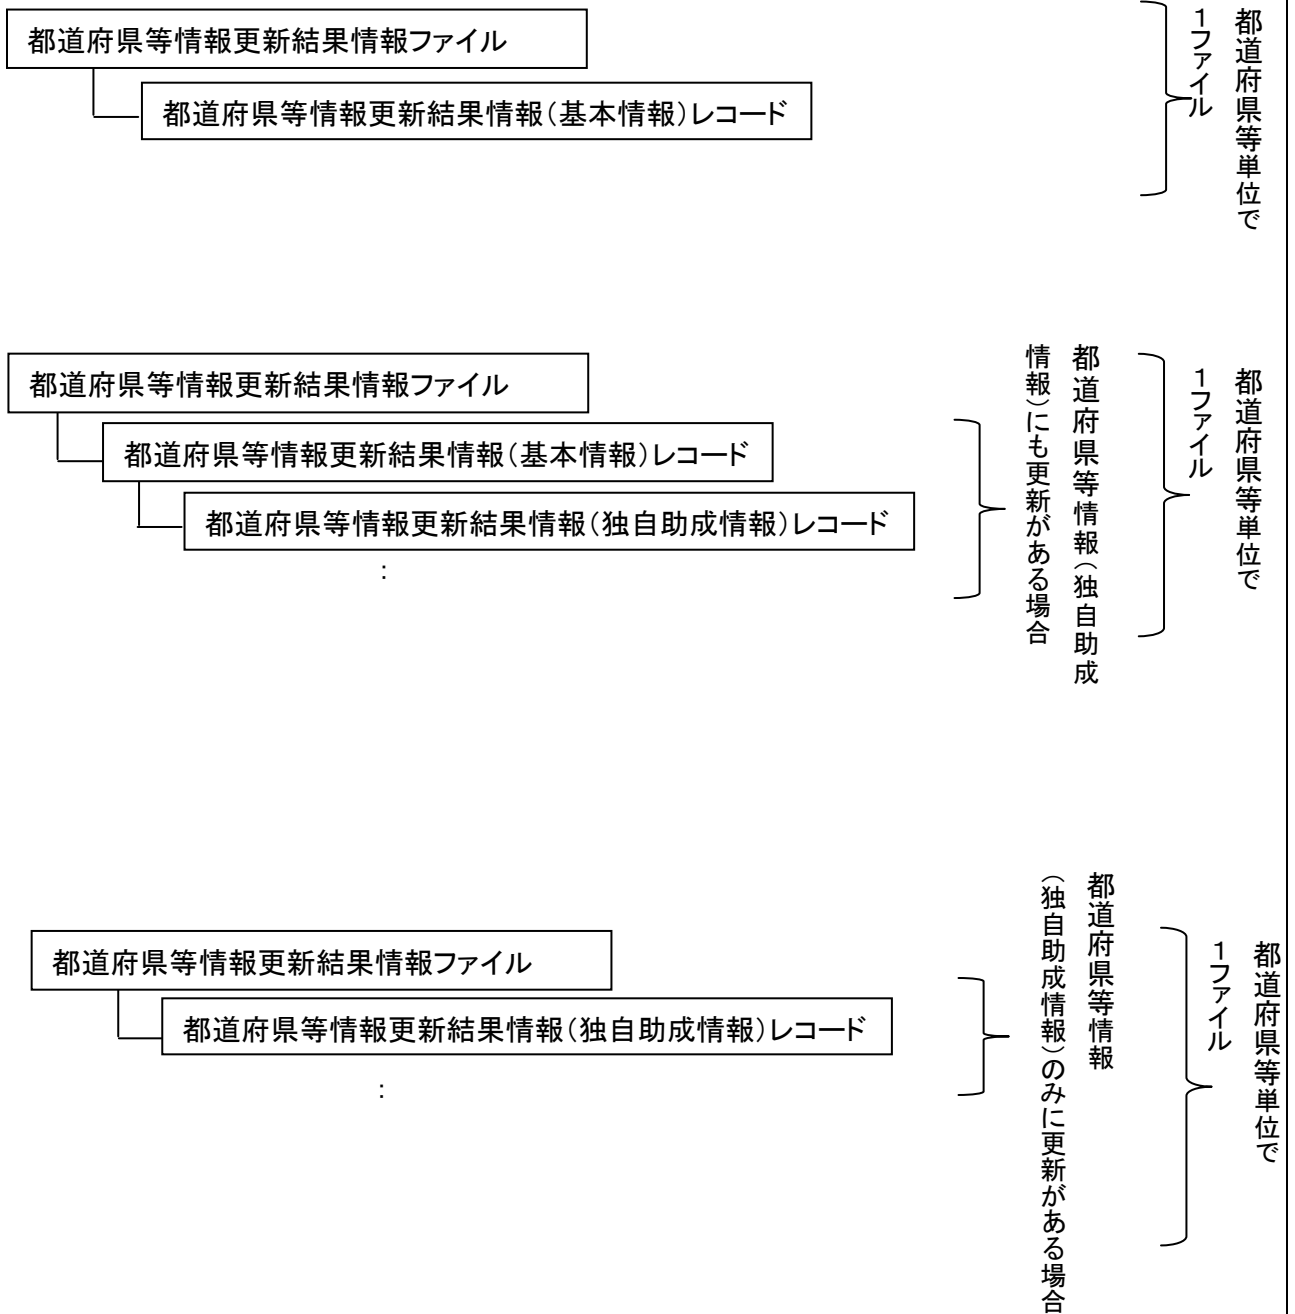 都道府県等情報更新結果情報ファイル
都道府県等情報更新結果情報(基本情報)レコード
都道府県等単位で
1ファイル
都道府県等情報更新結果情報ファイル
都道府県等情報更新結果情報(基本情報)レコード
都道府県等情報更新結果情報(独自助成情報)レコード
:
都道府県等情報(独自助成
情報)にも更新がある場合
都道府県等単位で
1ファイル
都道府県等情報更新結果情報ファイル
都道府県等情報更新結果情報(独自助成情報)レコード
:
都道府県等情報
(独自助成情報)のみに更新がある場合
都道府県等単位で
1ファイル